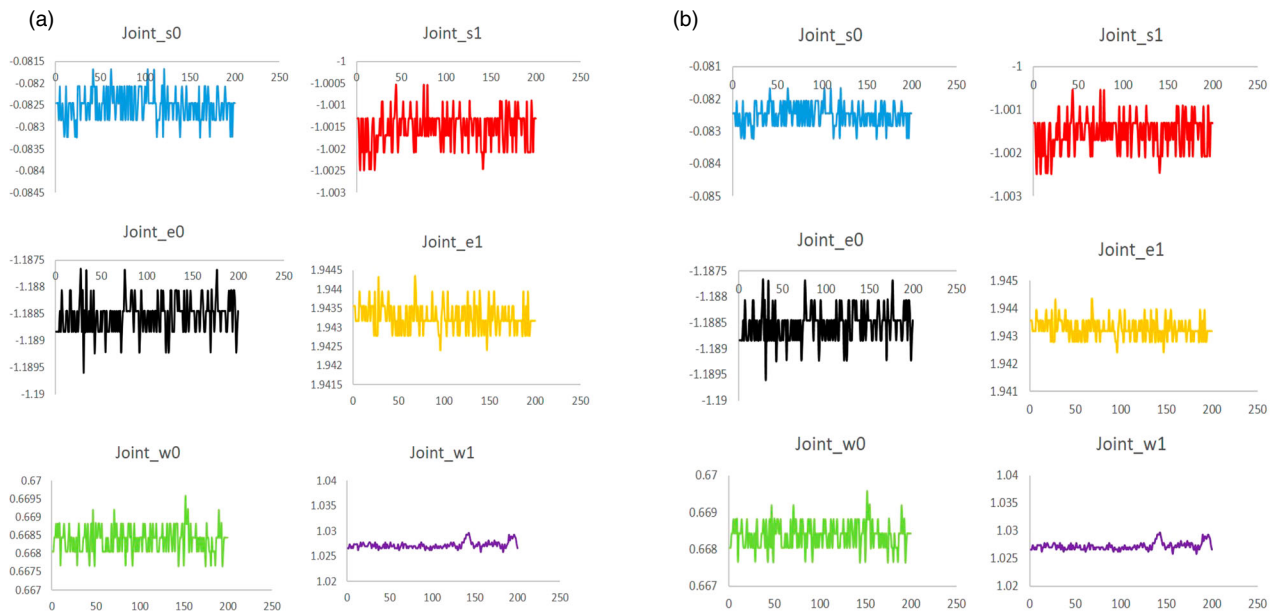 (a)
Joint_s0
-0.0815
-0.082
-0.0825
-0.083
-0.0835
-0.084
-0.0845
0 50 100 150 200 250
Joint_s1
-1
-1.0005
-1.001
-1.0015
-1.002
-1.0025
-1.003
0 50 100 150 200 250
Joint_e0
-1.1875
-1.188
-1.1885
-1.189
-1.1895
-1.19
0 50 100 150 200 250
Joint_e1
1.9445
1.944
1.9435
1.943
1.9425
1.942
1.9415
0 50 100 150 200 250
Joint_w0
0.67
0.6695
0.669
0.6685
0.668
0.6675
0.667
0 50 100 150 200 250
Joint_w1
1.04
1.035
1.03
1.025
1.02
0 50 100 150 200 250
(b)
Joint_s0
-0.081
-0.082
-0.083
-0.084
-0.085
0 50 100 150 200 250
Joint_s1
-1
-1.001
-1.002
-1.003
0 50 100 150 200 250
Joint_e0
-1.1875
-1.188
-1.1885
-1.189
-1.1895
-1.19
0 50 100 150 200 250
Joint_e1
1.945
1.944
1.943
1.942
1.941
0 50 100 150 200 250
Joint_w0
0.67
0.669
0.668
0.667
0 50 100 150 200 250
Joint_w1
1.04
1.035
1.03
1.025
1.02
0 50 100 150 200 250